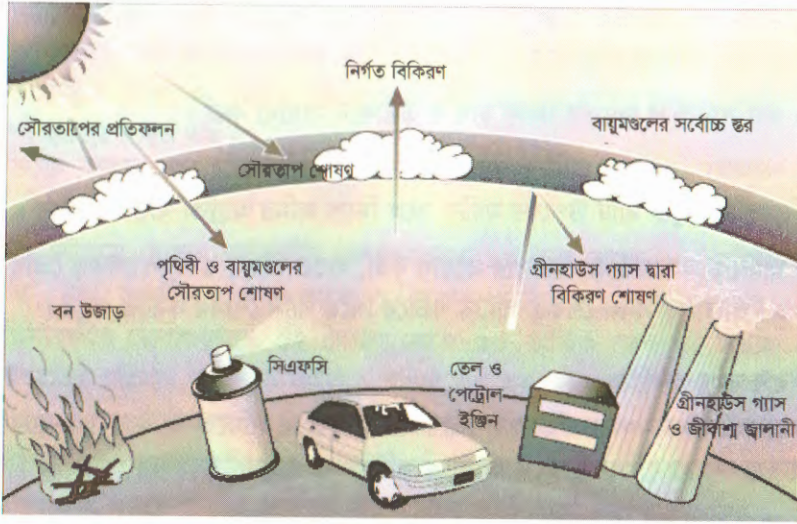 নির্গত বিকিরণ
সৌরতাপের প্রতিফলন
বায়ুমণ্ডলের সর্বোচ্চ স্তর
সৌরতাপ শোষণ
পৃথিবী ও বায়ুমণ্ডলের
সৌরতাপ শোষণ
গ্রীনহাউস গ্যাস দ্বারা
বিকিরণ শোষণ
বন উজাড়
সিএফসি
তেল ও
পেট্রোল
ইঞ্জিন
গ্রীনহাউস গ্যাস
ও জীবাশ্ম জ্বালানী